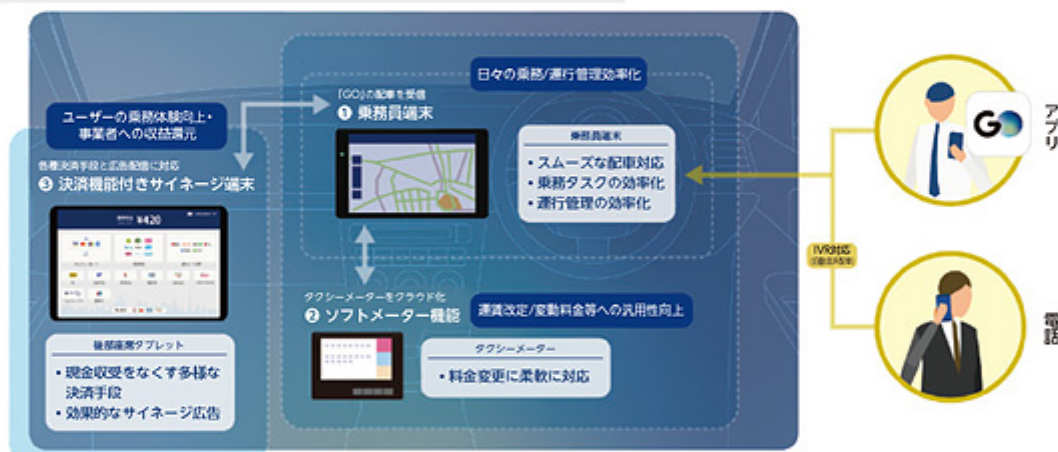 日々の乗務/運行管理効率化
「GO」の配車を受信
❶ 乗務員端末
ユーザーの乗務体験向上・
事業者への収益還元
各種決済手段と広告配信に対応
❸ 決済機能付きサイネージ端末
¥420
乗務員端末
・スムーズな配車対応
・乗務タスクの効率化
・運行管理の効率化
タクシーメーターをクラウド化
❷ ソフトメーター機能
運賃改定/変動料金等への汎用性向上
後部座席タブレット
・現金収受をなくす多様な
決済手段
・効果的なサイネージ広告
タクシーメーター
・料金変更に柔軟に対応
GO
アプリ
IVR対応
電話